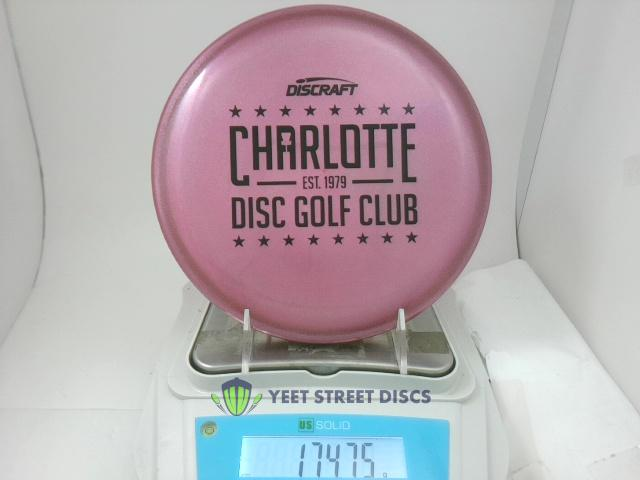 DISCRAFT
CHARLOTTE
EST. 1979
DISC GOLF CLUB
YEET STREET DISCS
US SOLID
174.75 g